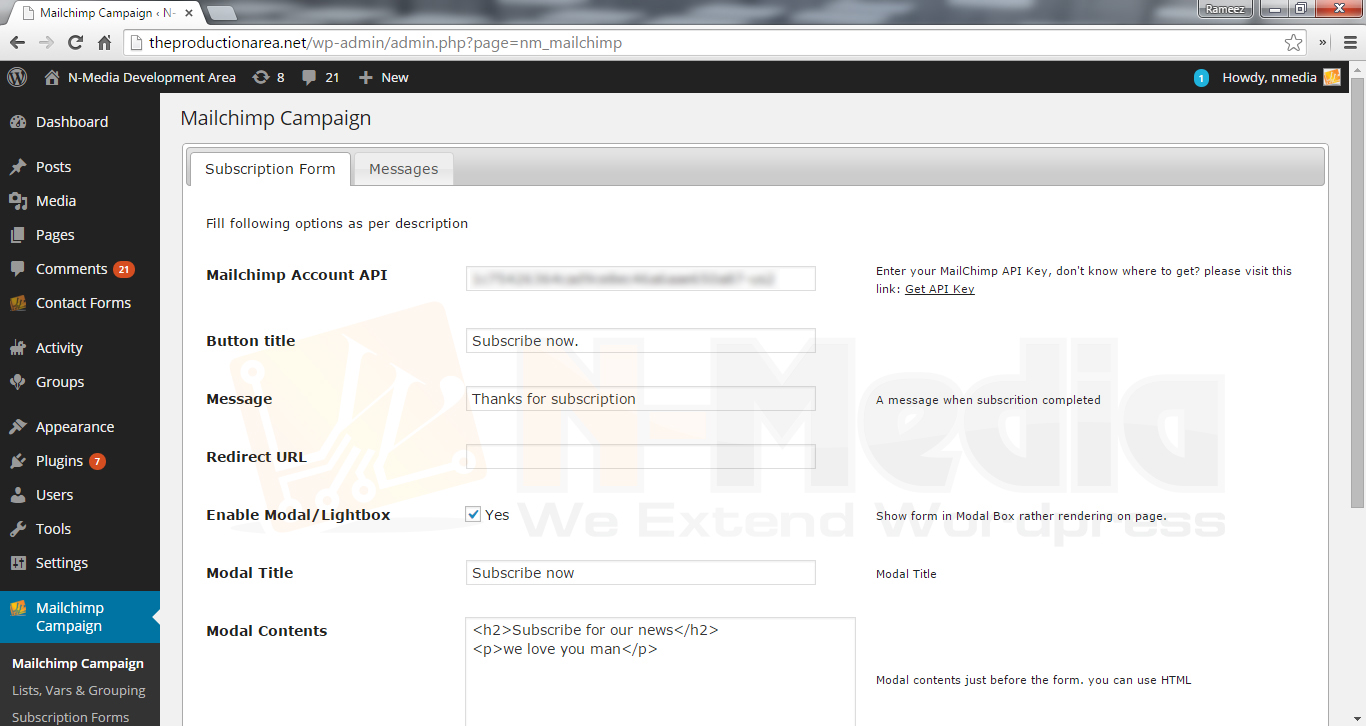 Mailchimp Campaign ‹ N-
Rameez
theproductionarea.net/wp-admin/admin.php?page=nm_mailchimp
N-Media Development Area 8 21 New
1 Howdy, nmedia
Dashboard
Posts
Media
Pages
Comments 21
Contact Forms
Activity
Groups
Appearance
Plugins 7
Users
Tools
Settings
Mailchimp
Campaign
Mailchimp Campaign
Lists, Vars & Grouping
Subscription Forms
Mailchimp Campaign
Subscription Form Messages
Fill following options as per description
Mailchimp Account API
Enter your MailChimp API Key, don't know where to get? please visit this
link: Get API Key
Button title Subscribe now.
Message Thanks for subscription A message when subscrition completed
Redirect URL
Enable Modal/Lightbox Yes Show form in Modal Box rather rendering on page.
Modal Title Subscribe now Modal Title
Modal Contents <h2>Subscribe for our news</h2>
<p>we love you man</p>
Modal contents just before the form. you can use HTML
N-Media
We Extend Wordpress